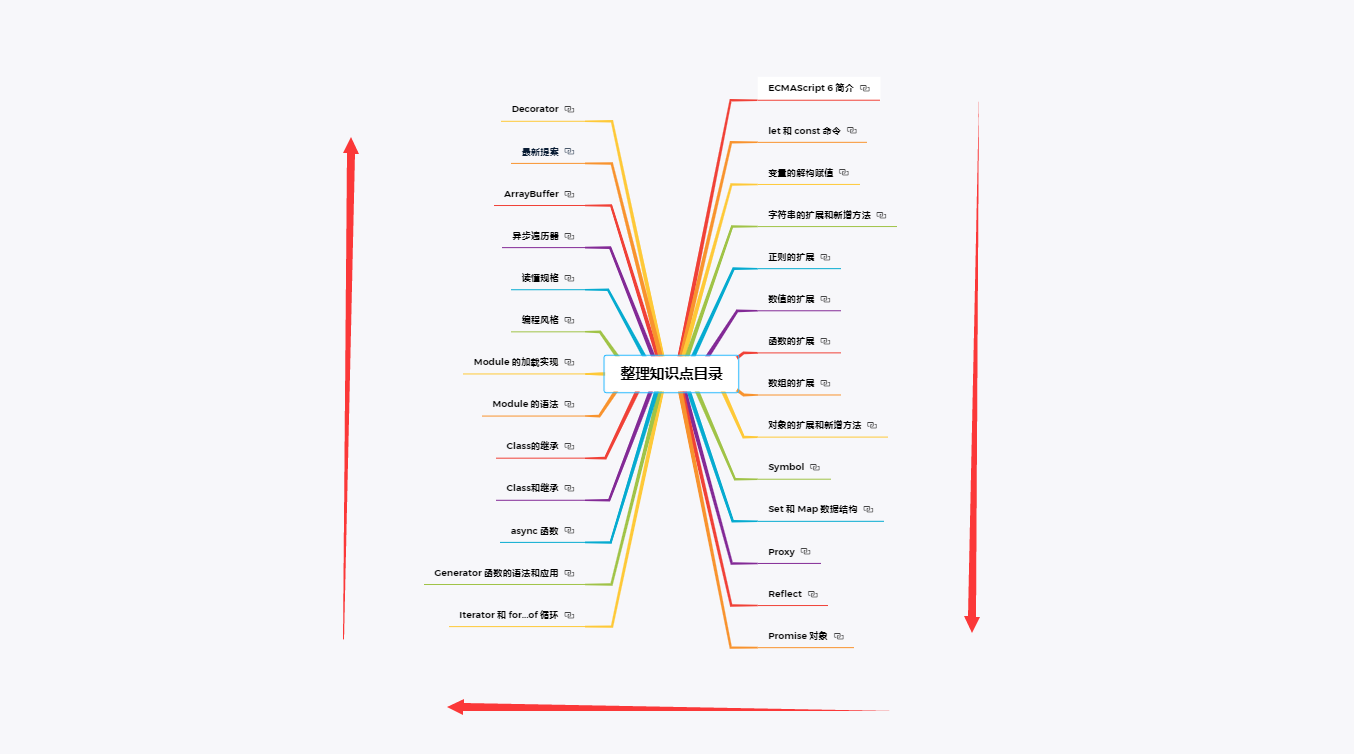 ECMAScript 6 简介
let 和 const 命令
变量的解构赋值
字符串的扩展和新增方法
正则的扩展
数值的扩展
函数的扩展
数组的扩展
对象的扩展和新增方法
Symbol
Set 和 Map 数据结构
Proxy
Reflect
Promise 对象
整理知识点目录
Iterator 和 for...of 循环
Generator 函数的语法和应用
async 函数
Class和继承
Class的继承
Module 的语法
Module 的加载实现
编程风格
读懂规格
异步遍历器
ArrayBuffer
最新提案
Decorator